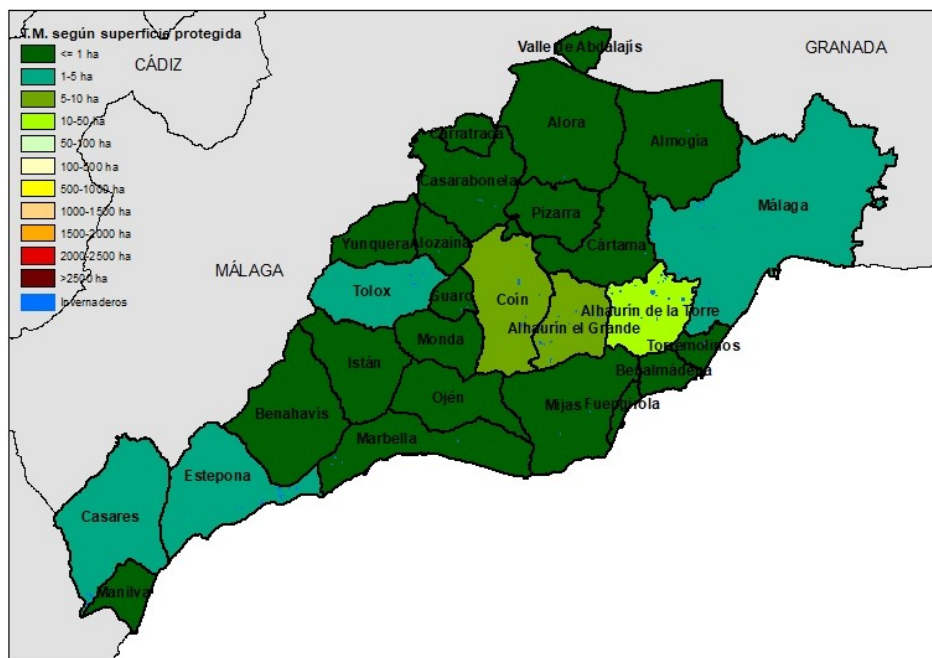 T.M. según superficie protegida
<= 1 ha
1-5 ha
5-10 ha
10-50 ha
50-100 ha
100-500 ha
500-1000 ha
1000-1500 ha
1500-2000 ha
2000-2500 ha
>2500 ha
Invernaderos
CÁDIZ
GRANADA
MÁLAGA
Valle de Abdalajís
Carratraca
Alora
Almogía
Casarabonela
Pizarra
Málaga
Yunquera
Alozaina
Cártama
Tolox
Guaro
Coín
Alhaurín de la Torre
Alhaurín el Grande
Monda
Torremolinos
Istán
Benalmádena
Ojén
Mijas
Fuengirola
Benahavís
Marbella
Estepona
Casares
Manilva